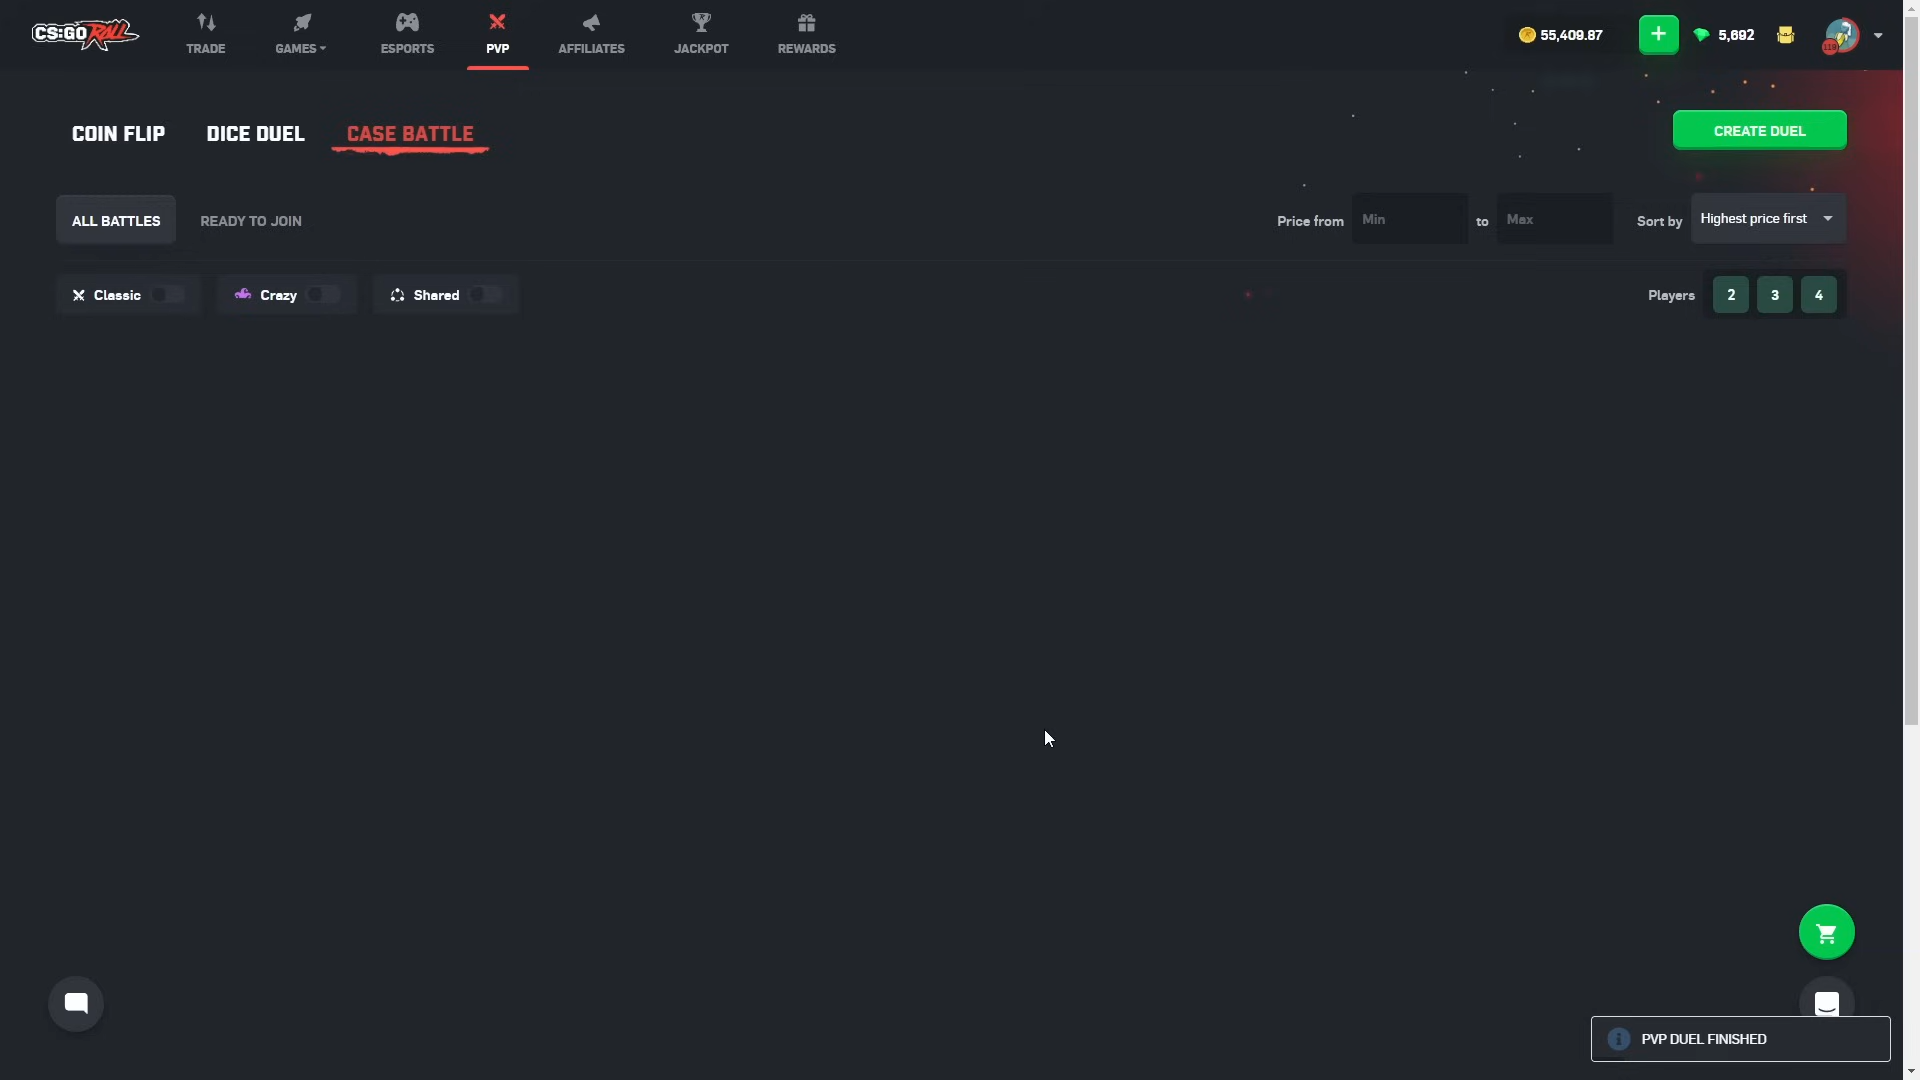 CS:GO ROLL
TRADE
GAMES
ESPORTS
PVP
AFFILIATES
JACKPOT
REWARDS
55,409.87
+
5,692
118
COIN FLIP
DICE DUEL
CASE BATTLE
CREATE DUEL
ALL BATTLES
READY TO JOIN
Price from
Min
to
Max
Sort by
Highest price first
Classic
Crazy
Shared
Players
2
3
4
PVP DUEL FINISHED